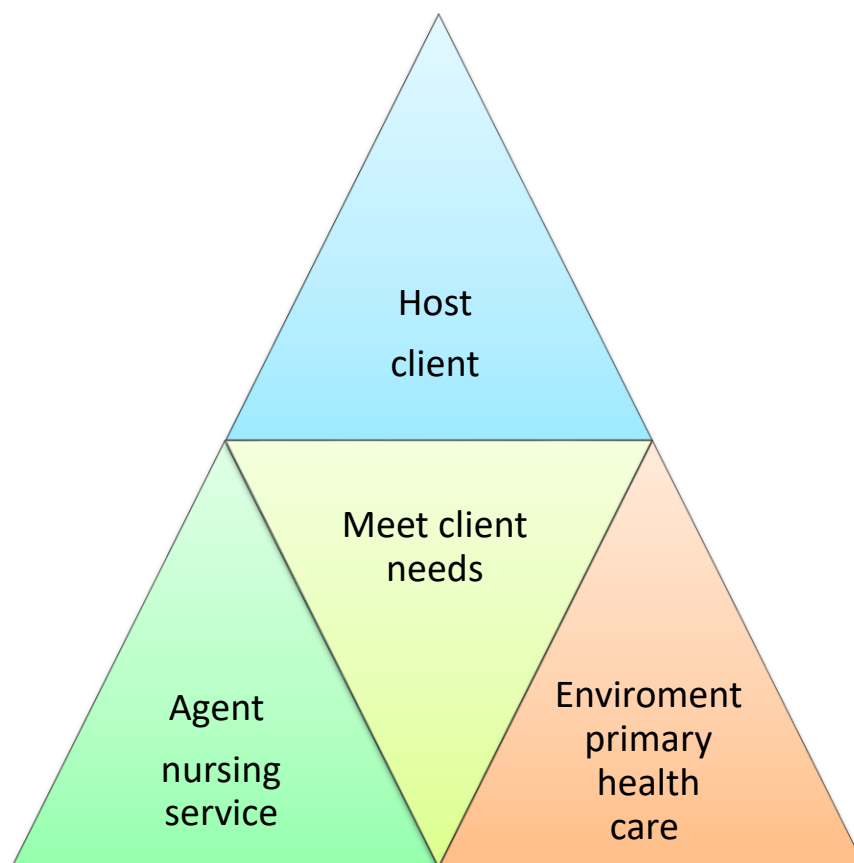 Host
client
Meet client
needs
Agent
nursing
service
Enviroment
primary
health
care